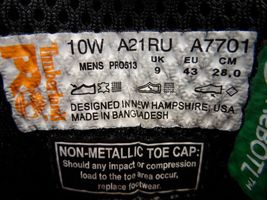 Timberland
PRO
10W A21RU A7701
MENS PRO513 UK EU CM
9 43 28.0
DESIGNED IN NEW HAMPSHIRE, USA
MADE IN BANGLADESH
REBOTL™
NON-METALLIC TOE CAP:
Should any impact or compression
load to the toe area occur,
replace footwear.